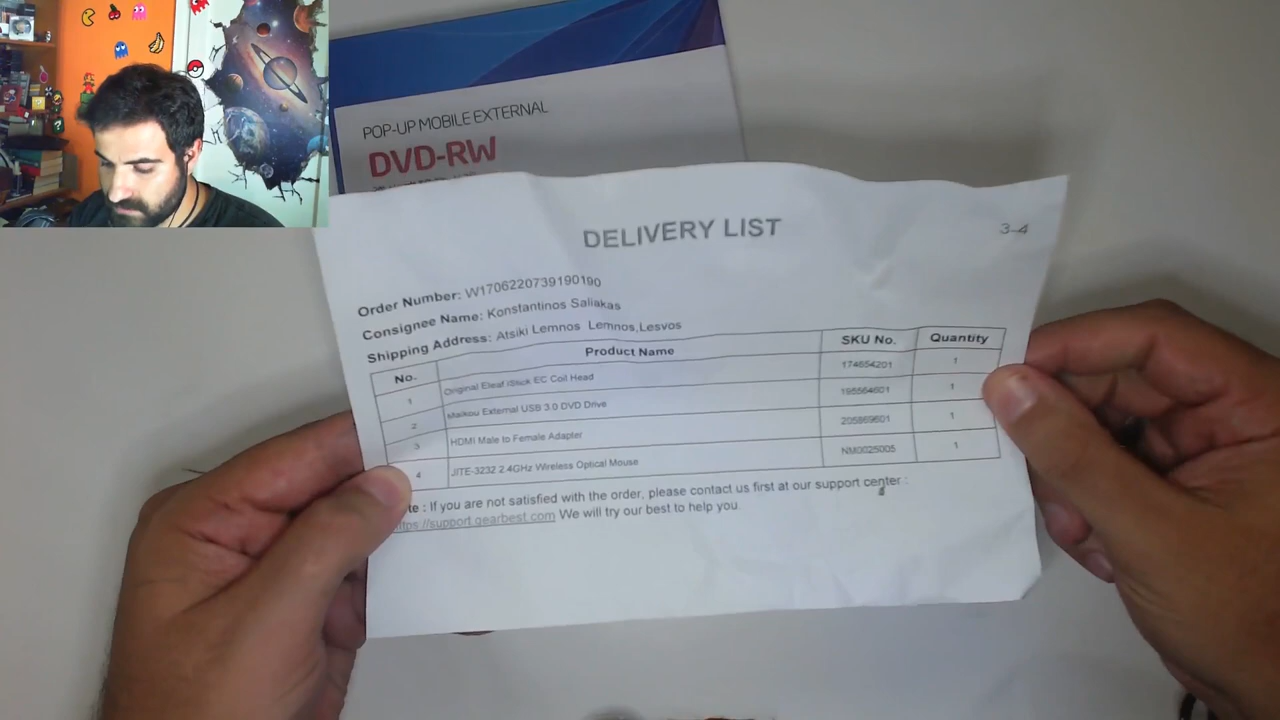 POP-UP MOBILE EXTERNAL
DVD-RW
DELIVERY LIST
3-4
Order Number: W1706220739190190
Consignee Name: Konstantinos Saliakas
Shipping Address: Atsiki Lemnos Lemnos,Lesvos
No. Product Name SKU No. Quantity
1 Original Eleaf iStick EC Coil Head 174654201 1
2 Maikou External USB 3.0 DVD Drive 195564601 1
3 HDMI Male to Female Adapter 205869601 1
4 JITE-3232 2.4GHz Wireless Optical Mouse NM0025005 1
te : If you are not satisfied with the order, please contact us first at our support center :
https://support.gearbest.com We will try our best to help you.